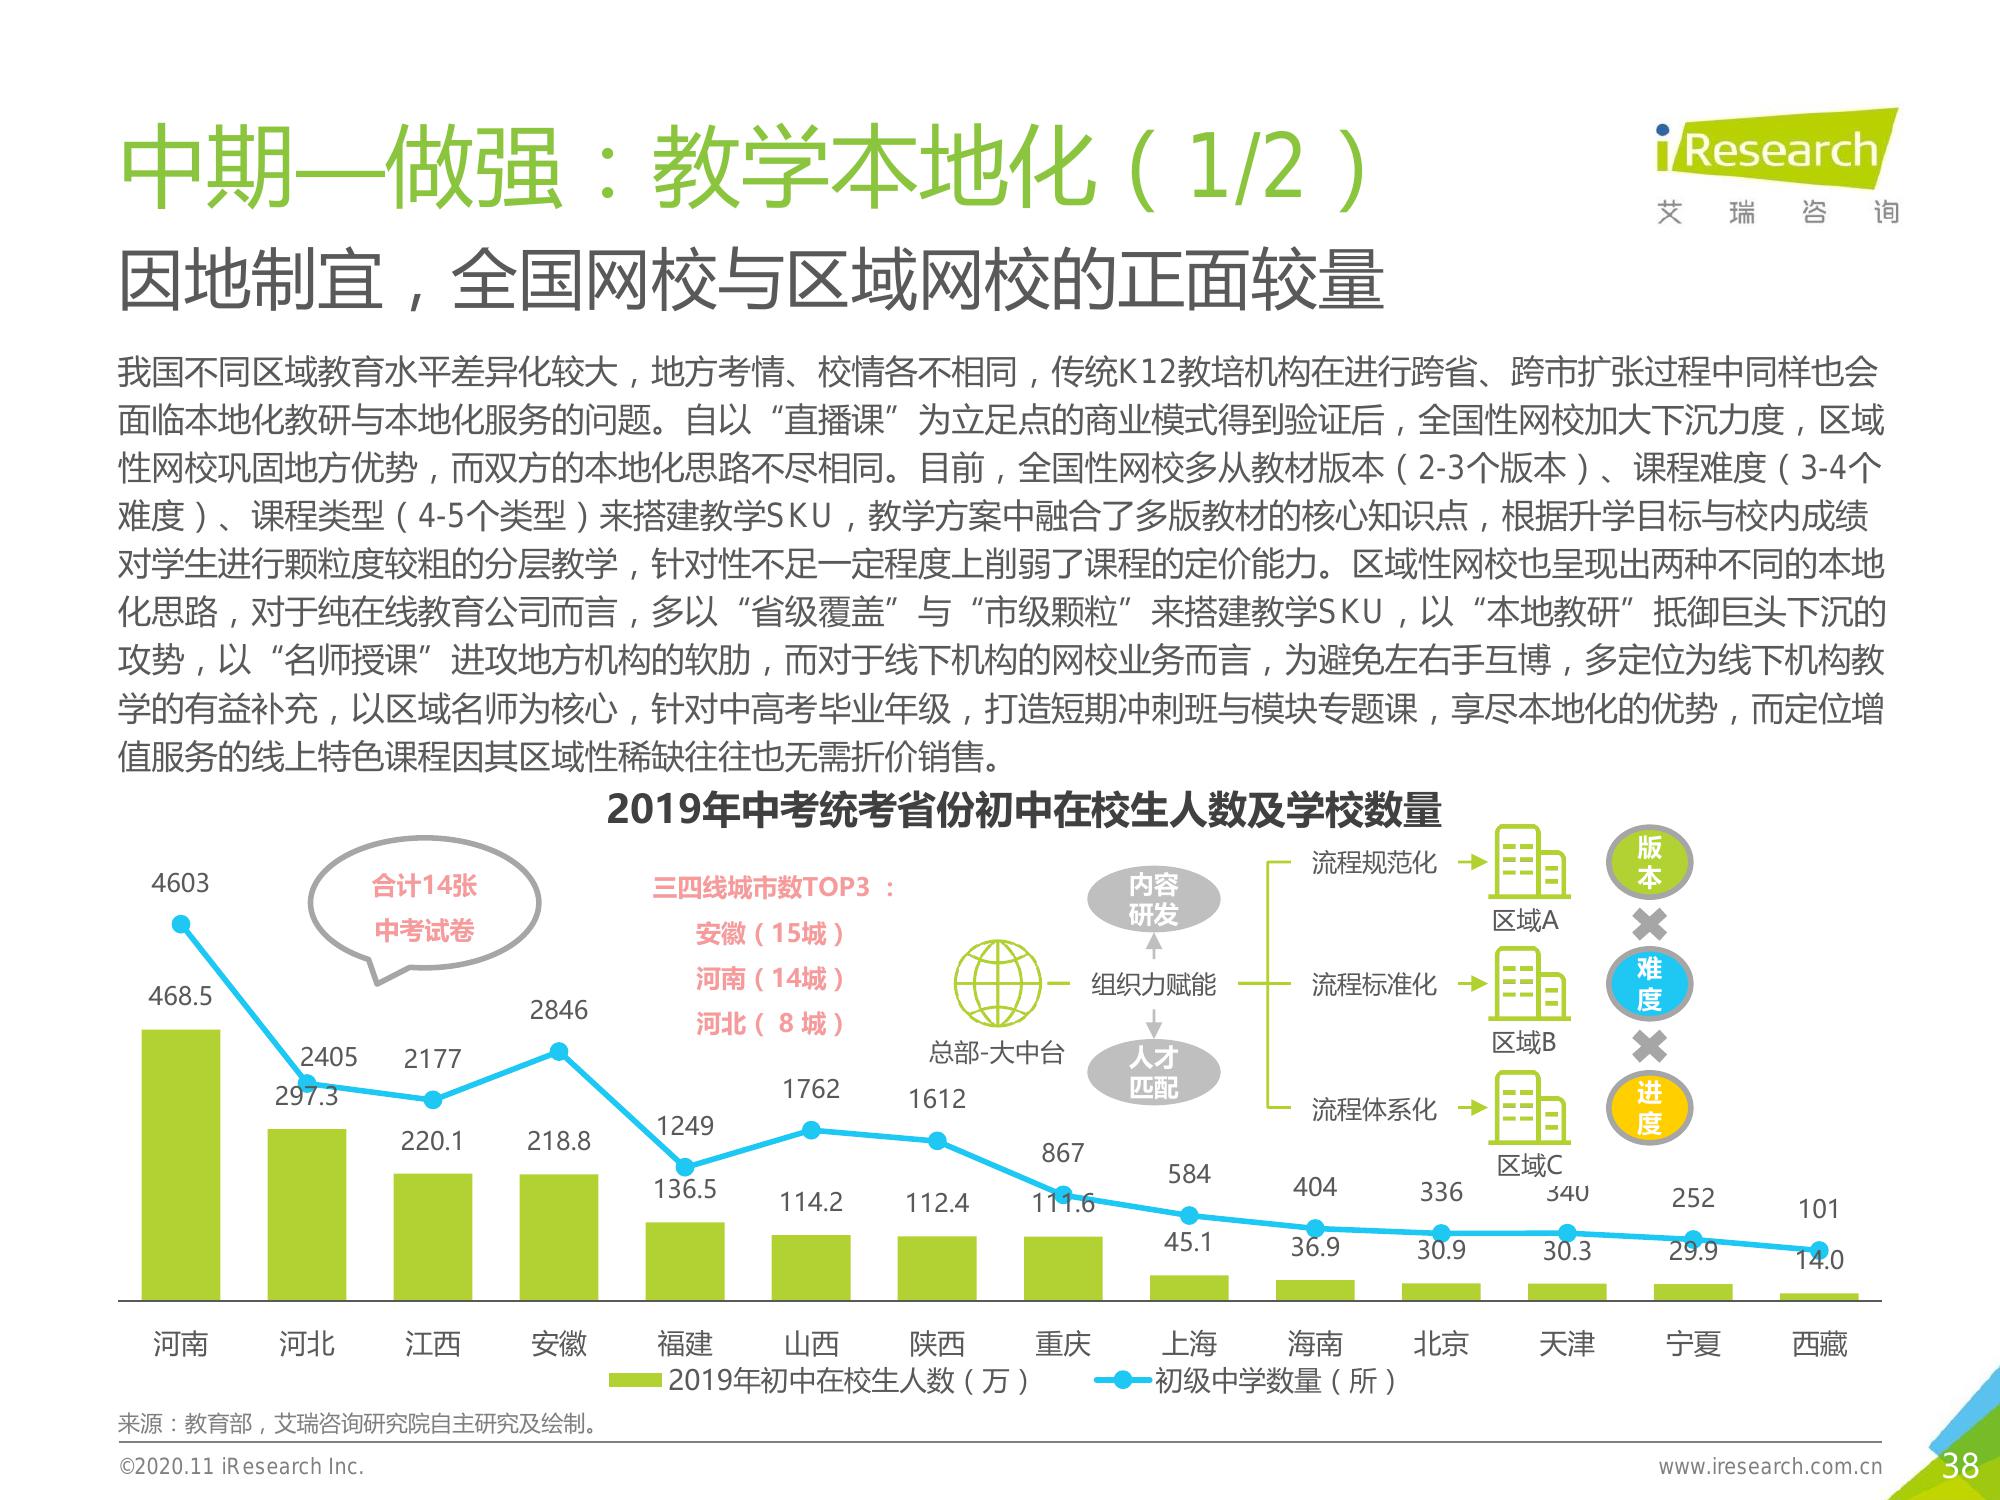 中期—做强：教学本地化（1/2）
iResearch
艾瑞咨询
因地制宜，全国网校与区域网校的正面较量
我国不同区域教育水平差异化较大，地方考情、校情各不相同，传统K12教培机构在进行跨省、跨市扩张过程中同样也会
面临本地化教研与本地化服务的问题。自以“直播课”为立足点的商业模式得到验证后，全国性网校加大下沉力度，区域
性网校巩固地方优势，而双方的本地化思路不尽相同。目前，全国性网校多从教材版本（2-3个版本）、课程难度（3-4个
难度）、课程类型（4-5个类型）来搭建教学SKU，教学方案中融合了多版教材的核心知识点，根据升学目标与校内成绩
对学生进行颗粒度较粗的分层教学，针对性不足一定程度上削弱了课程的定价能力。区域性网校也呈现出两种不同的本地
化思路，对于纯在线教育公司而言，多以“省级覆盖”与“市级颗粒”来搭建教学SKU，以“本地教研”抵御巨头下沉的
攻势，以“名师授课”进攻地方机构的软肋，而对于线下机构的网校业务而言，为避免左右手互博，多定位为线下机构教
学的有益补充，以区域名师为核心，针对中高考毕业年级，打造短期冲刺班与模块专题课，享尽本地化的优势，而定位增
值服务的线上特色课程因其区域性稀缺往往也无需折价销售。
2019年中考统考省份初中在校生人数及学校数量
合计14张
中考试卷
三四线城市数TOP3：
安徽（15城）
河南（14城）
河北（ 8 城）
总部-大中台
内容
研发
组织力赋能
人才
匹配
流程规范化
流程标准化
流程体系化
区域A
区域B
区域C
版
本
难
度
进
度
4603
2405
2177
2846
1249
1762
1612
867
584
404
336
340
252
101
468.5
297.3
220.1
218.8
136.5
114.2
112.4
111.6
45.1
36.9
30.9
30.3
29.9
14.0
河南
河北
江西
安徽
福建
山西
陕西
重庆
上海
海南
北京
天津
宁夏
西藏
2019年初中在校生人数（万）
初级中学数量（所）
来源：教育部，艾瑞咨询研究院自主研究及绘制。
©2020.11 iResearch Inc.
www.iresearch.com.cn
38